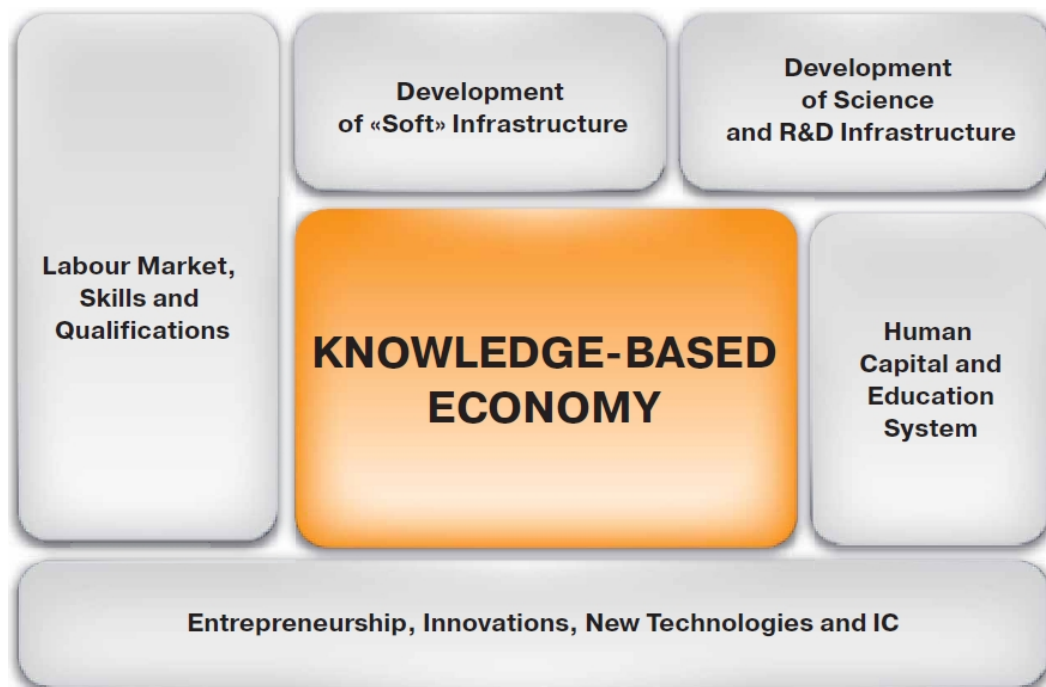 Development
of «Soft» Infrastructure
Development
of Science
and R&D Infrastructure
Labour Market,
Skills and
Qualifications
KNOWLEDGE-BASED
ECONOMY
Human
Capital and
Education
System
Entrepreneurship, Innovations, New Technologies and IC